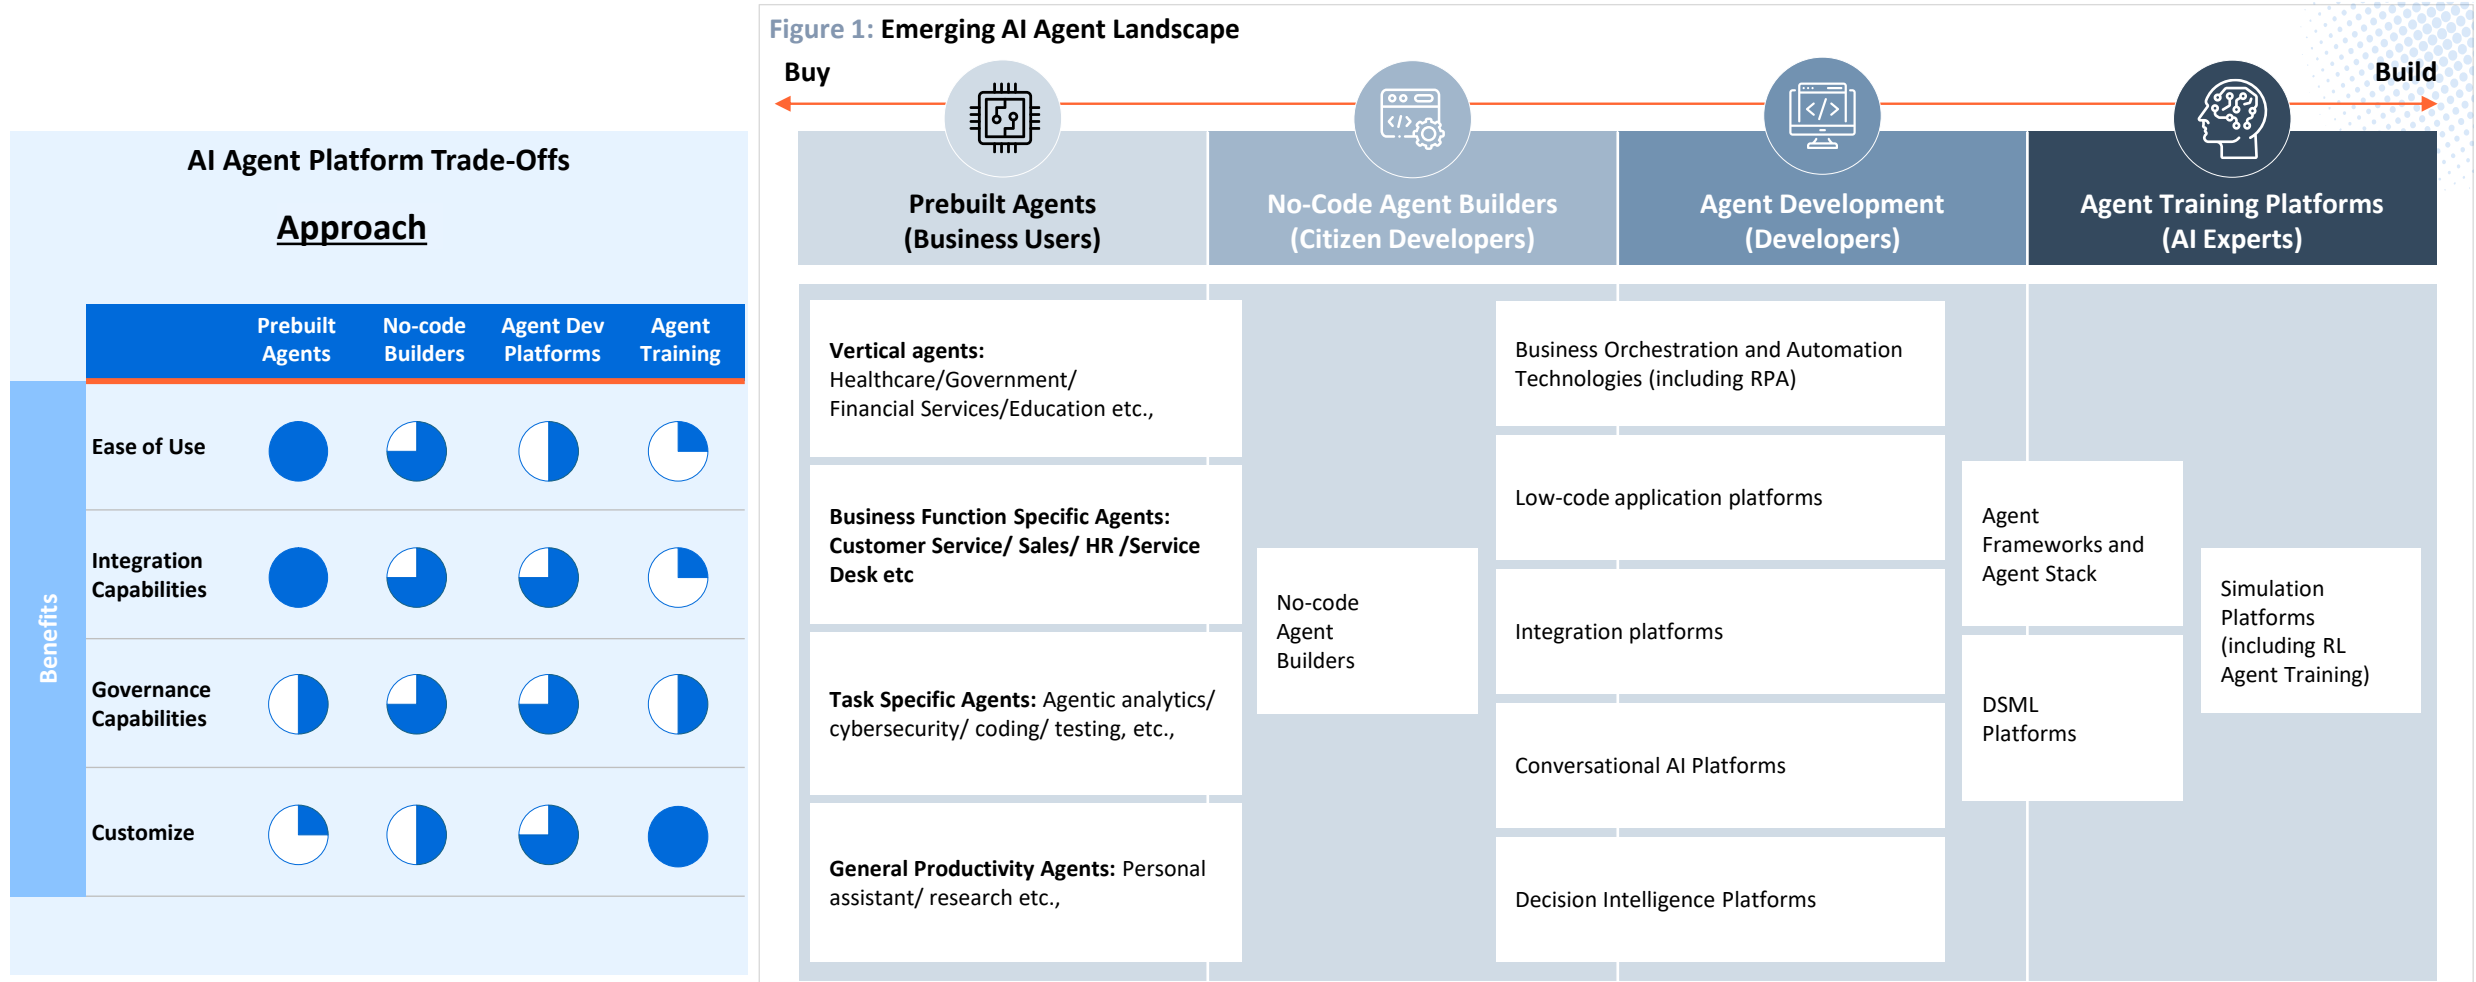 AI Agent Platform Trade-Offs
Approach
Prebuilt
Agents
No-code
Builders
Agent Dev
Platforms
Agent
Training
Benefits
Ease of Use
Integration
Capabilities
Governance
Capabilities
Customize
Figure 1: Emerging AI Agent Landscape
Buy
Build
Prebuilt Agents
(Business Users)
No-Code Agent Builders
(Citizen Developers)
Agent Development
(Developers)
Agent Training Platforms
(AI Experts)
Vertical agents:
Healthcare/Government/
Financial Services/Education etc.,
Business Function Specific Agents:
Customer Service/ Sales/ HR /Service
Desk etc
Task Specific Agents: Agentic analytics/
cybersecurity/ coding/ testing, etc.,
General Productivity Agents: Personal
assistant/ research etc.,
No-code
Agent
Builders
Business Orchestration and Automation
Technologies (including RPA)
Low-code application platforms
Integration platforms
Conversational AI Platforms
Decision Intelligence Platforms
Agent
Frameworks and
Agent Stack
DSML
Platforms
Simulation
Platforms
(including RL
Agent Training)